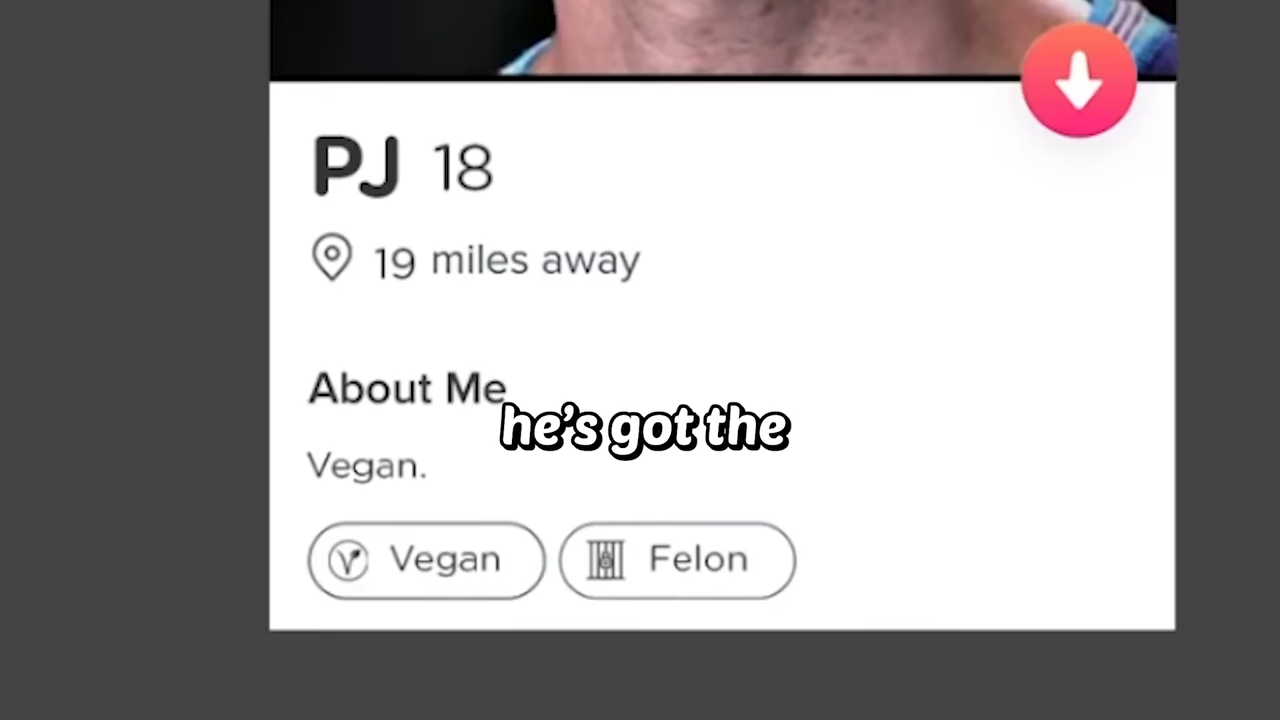 PJ 18
19 miles away
About Me
he's got the
Vegan.
Vegan Felon